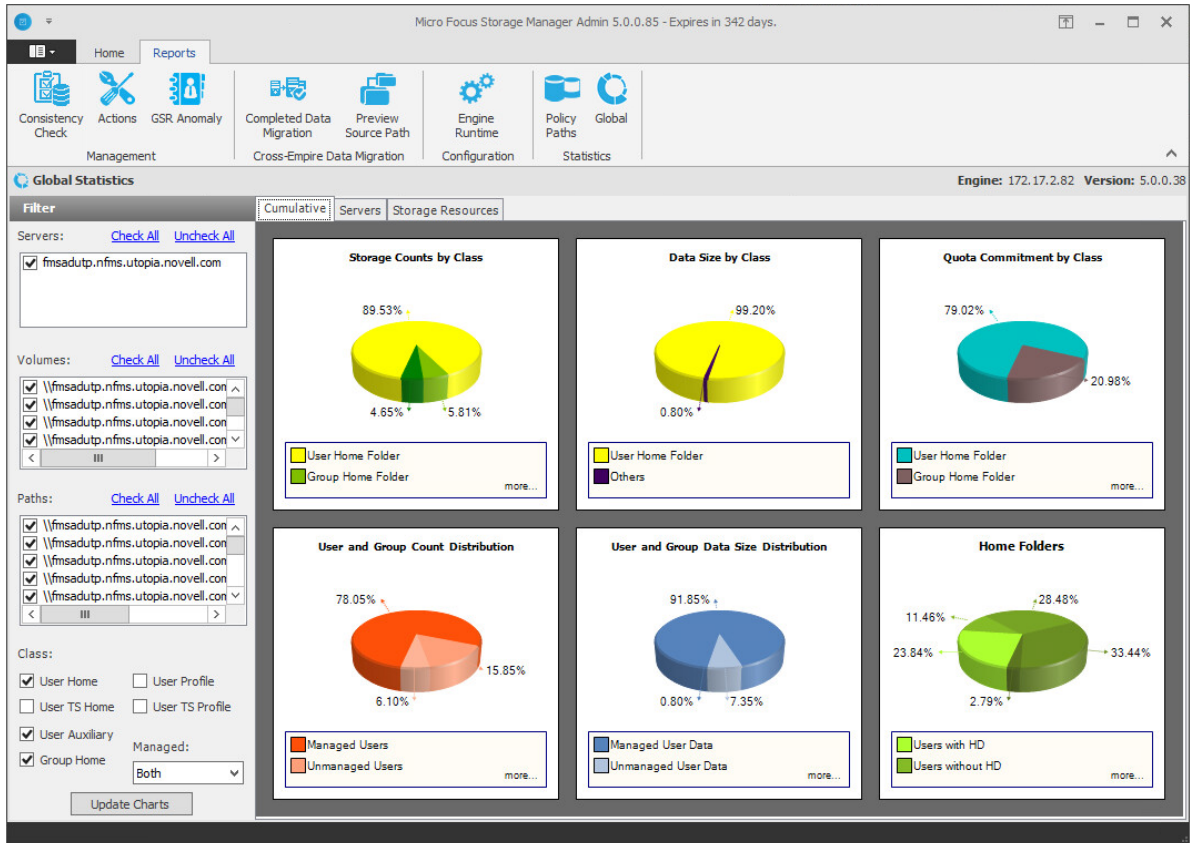 Micro Focus Storage Manager Admin 5.0.0.85 - Expires in 342 days.
Home Reports
Consistency Check
Actions
GSR Anomaly
Completed Data Migration
Preview Source Path
Engine Runtime
Policy Paths
Global
Management
Cross-Empire Data Migration
Configuration
Statistics
Global Statistics
Engine: 172.17.2.82 Version: 5.0.0.38
Filter
Servers: Check All Uncheck All
fmsadutp.nfms.utopia.novell.com
Volumes: Check All Uncheck All
\\fmsadutp.nfms.utopia.novell.con
\\fmsadutp.nfms.utopia.novell.con
\\fmsadutp.nfms.utopia.novell.con
\\fmsadutp.nfms.utopia.novell.con
Paths: Check All Uncheck All
\\fmsadutp.nfms.utopia.novell.con
\\fmsadutp.nfms.utopia.novell.con
\\fmsadutp.nfms.utopia.novell.con
\\fmsadutp.nfms.utopia.novell.con
\\fmsadutp.nfms.utopia.novell.con
Class:
User Home User Profile
User TS Home User TS Profile
User Auxiliary
Group Home
Managed:
Both
Update Charts
Cumulative Servers Storage Resources
Storage Counts by Class
89.53%
4.65% 5.81%
User Home Folder
Group Home Folder
more...
Data Size by Class
99.20%
0.80%
User Home Folder
Others
Quota Commitment by Class
79.02%
20.98%
User Home Folder
Group Home Folder
more...
User and Group Count Distribution
78.05%
15.85%
6.10%
Managed Users
Unmanaged Users
more...
User and Group Data Size Distribution
91.85%
0.80% 7.35%
Managed User Data
Unmanaged User Data
more...
Home Folders
28.48%
11.46%
23.84% 33.44%
2.79%
Users with HD
Users without HD
more...